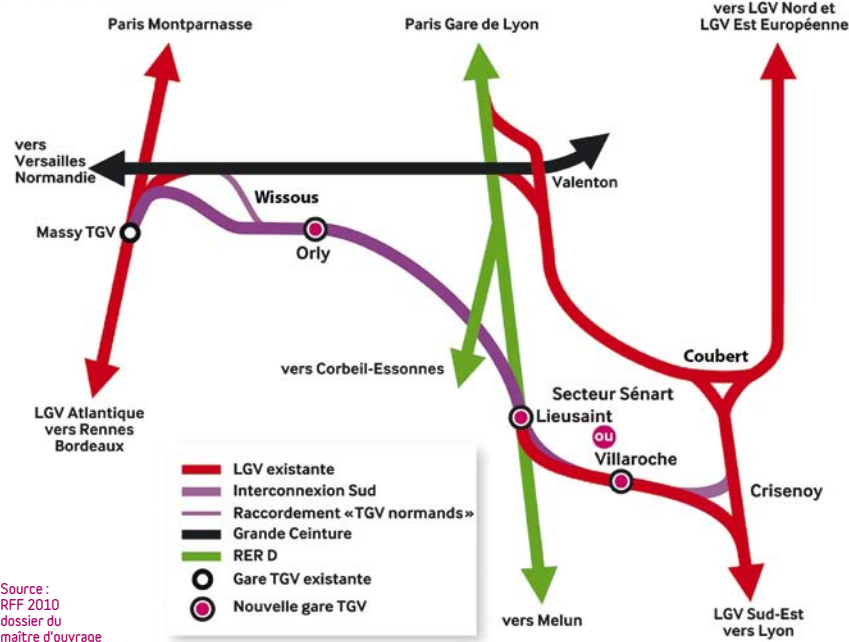 vers LGV Nord et
LGV Est Européenne
Paris Montparnasse
Paris Gare de Lyon
vers
Versailles
Normandie
Valenton
Wissous
Massy TGV
Orly
Coubert
vers Corbeil-Essonnes
Secteur Sénart
Lieusaint
ou
Villaroche
LGV Atlantique
vers Rennes
Bordeaux
Crisenoy
LGV existante
Interconnexion Sud
Raccordement «TGV normands»
Grande Ceinture
RER D
Gare TGV existante
Nouvelle gare TGV
Source :
RFF 2010
dossier du
maître d'ouvrage
vers Melun
LGV Sud-Est
vers Lyon